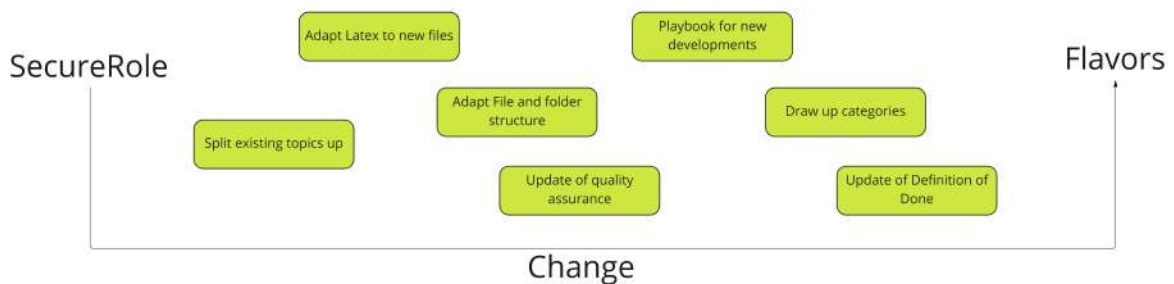 Adapt Latex to new files
Playbook for new
developments
SecureRole
Flavors
Adapt File and folder
structure
Draw up categories
Split existing topics up
Update of quality
assurance
Update of Definition of
Done
Change